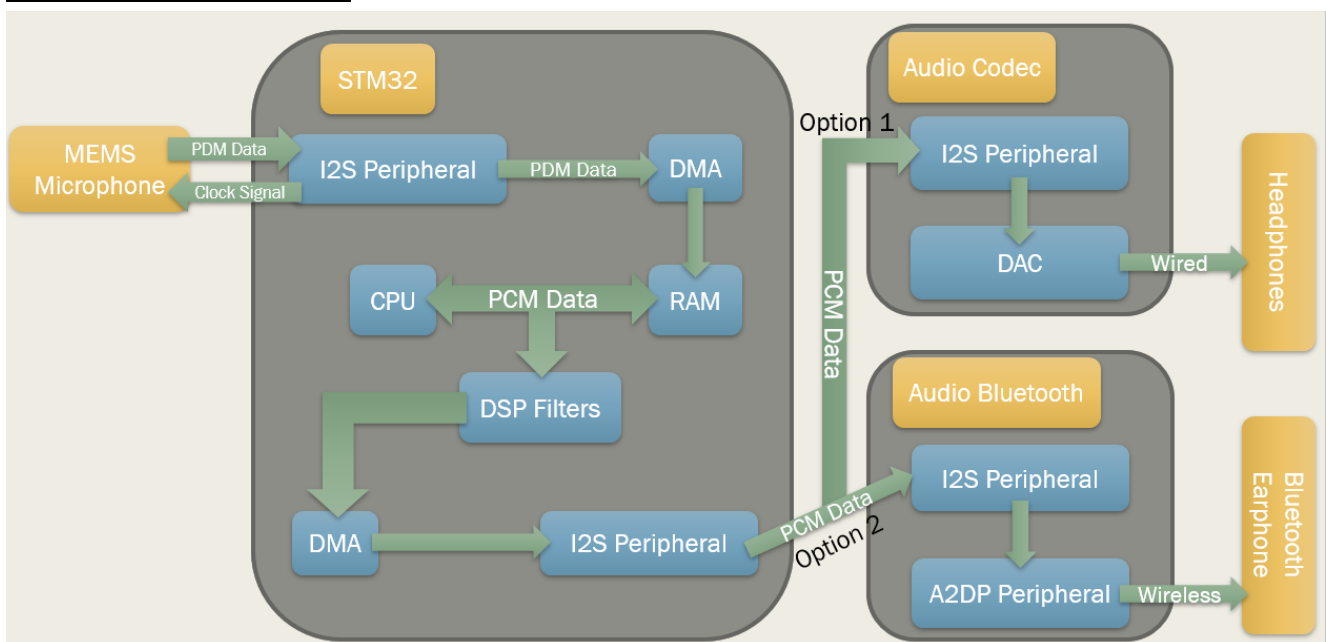 STM32
MEMS
Microphone
PDM Data
Clock Signal
I2S Peripheral
PDM Data
DMA
CPU
PCM Data
RAM
DSP Filters
DMA
I2S Peripheral
Option 1
PCM Data
PCM Data
Option 2
Audio Codec
I2S Peripheral
DAC
Wired
Headphones
Audio Bluetooth
I2S Peripheral
A2DP Peripheral
Wireless
Bluetooth
Earphone